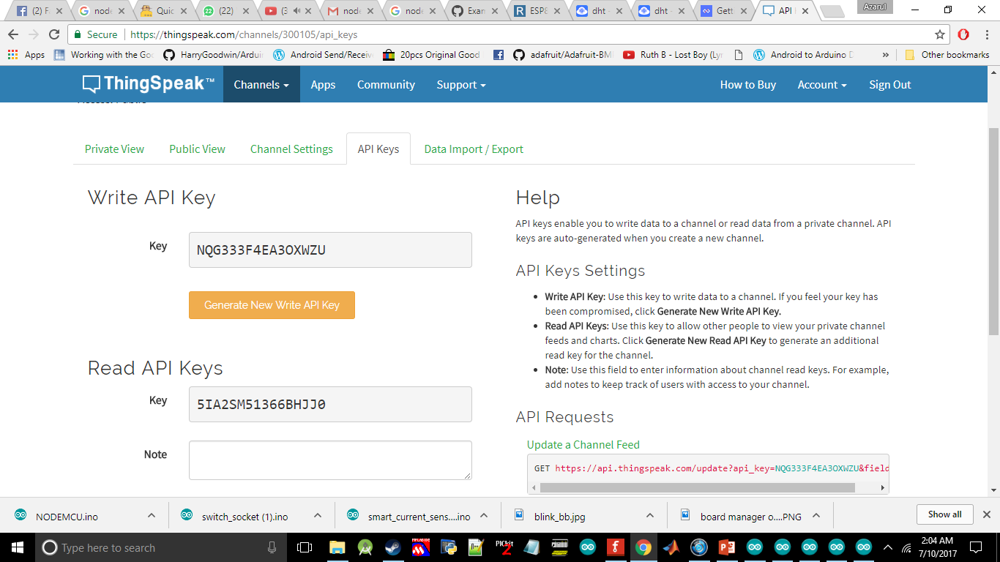 Azarul
(2) F
node
Quic
(22)
(3
node
node
Exan
ESP8
dht -
dht -
Gett
API
Secure
https://thingspeak.com/channels/300105/api_keys
Apps
Working with the Go
HarryGoodwin/Ardui
Android Send/Receiv
20pcs Original Good
adafruit/Adafruit-BM
Ruth B - Lost Boy (Lyr
Android to Arduino D
»
Other bookmarks
ThingSpeak™
Channels
Apps
Community
Support
How to Buy
Account
Sign Out
Private View
Public View
Channel Settings
API Keys
Data Import / Export
Write API Key
Key
NQG333F4EA3OXWZU
Generate New Write API Key
Read API Keys
Key
5IA2SM51366BHJJ0
Note
Help
API keys enable you to write data to a channel or read data from a private channel. API
keys are auto-generated when you create a new channel.
API Keys Settings
• Write API Key: Use this key to write data to a channel. If you feel your key has
been compromised, click Generate New Write API Key.
• Read API Keys: Use this key to allow other people to view your private channel
feeds and charts. Click Generate New Read API Key to generate an additional
read key for the channel.
• Note: Use this field to enter information about channel read keys. For example,
add notes to keep track of users with access to your channel.
API Requests
Update a Channel Feed
GET https://api.thingspeak.com/update?api_key=NQG333F4EA3OXWZU&field
NODEMCU.ino
switch_socket (1).ino
smart_current_sens....ino
blink_bb.jpg
board manager o....PNG
Show all
Type here to search
PICkit
2
2:04 AM
7/10/2017